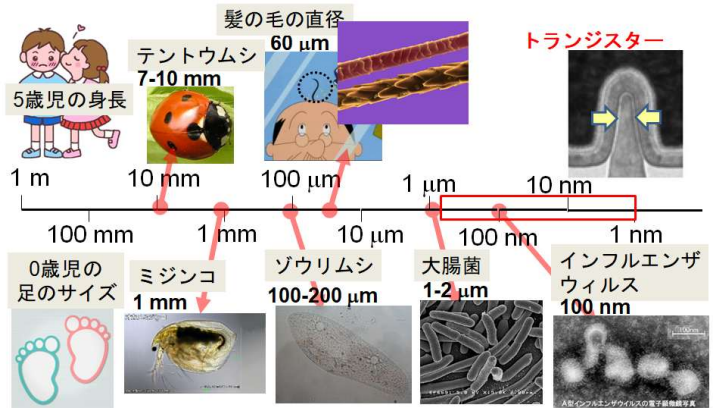 髪の毛の直径
60 μm
テントウムシ
7-10 mm
トランジスター
5歳児の身長
1 m
10 mm
100 μm
1 μm
10 nm
100 mm
1 mm
10 μm
100 nm
1 nm
0歳児の
足のサイズ
ミジンコ
1 mm
ゾウリムシ
100-200 μm
大腸菌
1-2 μm
インフルエンザ
ウィルス
100 nm
100nm
A型インフルエンザウイルスの電子顕微鏡写真